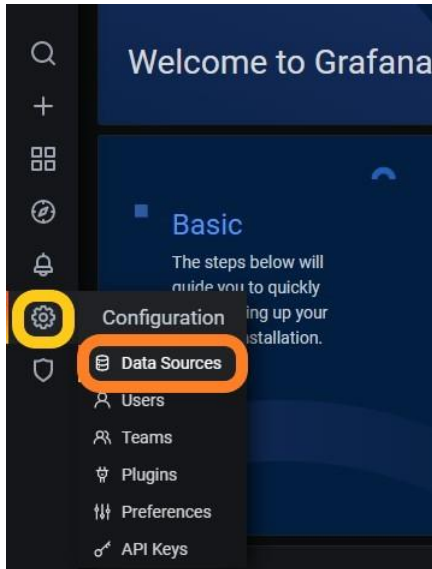 Welcome to Grafana
Basic
The steps below will
guide you to quickly
ing up your
stallation.
Configuration
Data Sources
Users
Teams
Plugins
Preferences
API Keys